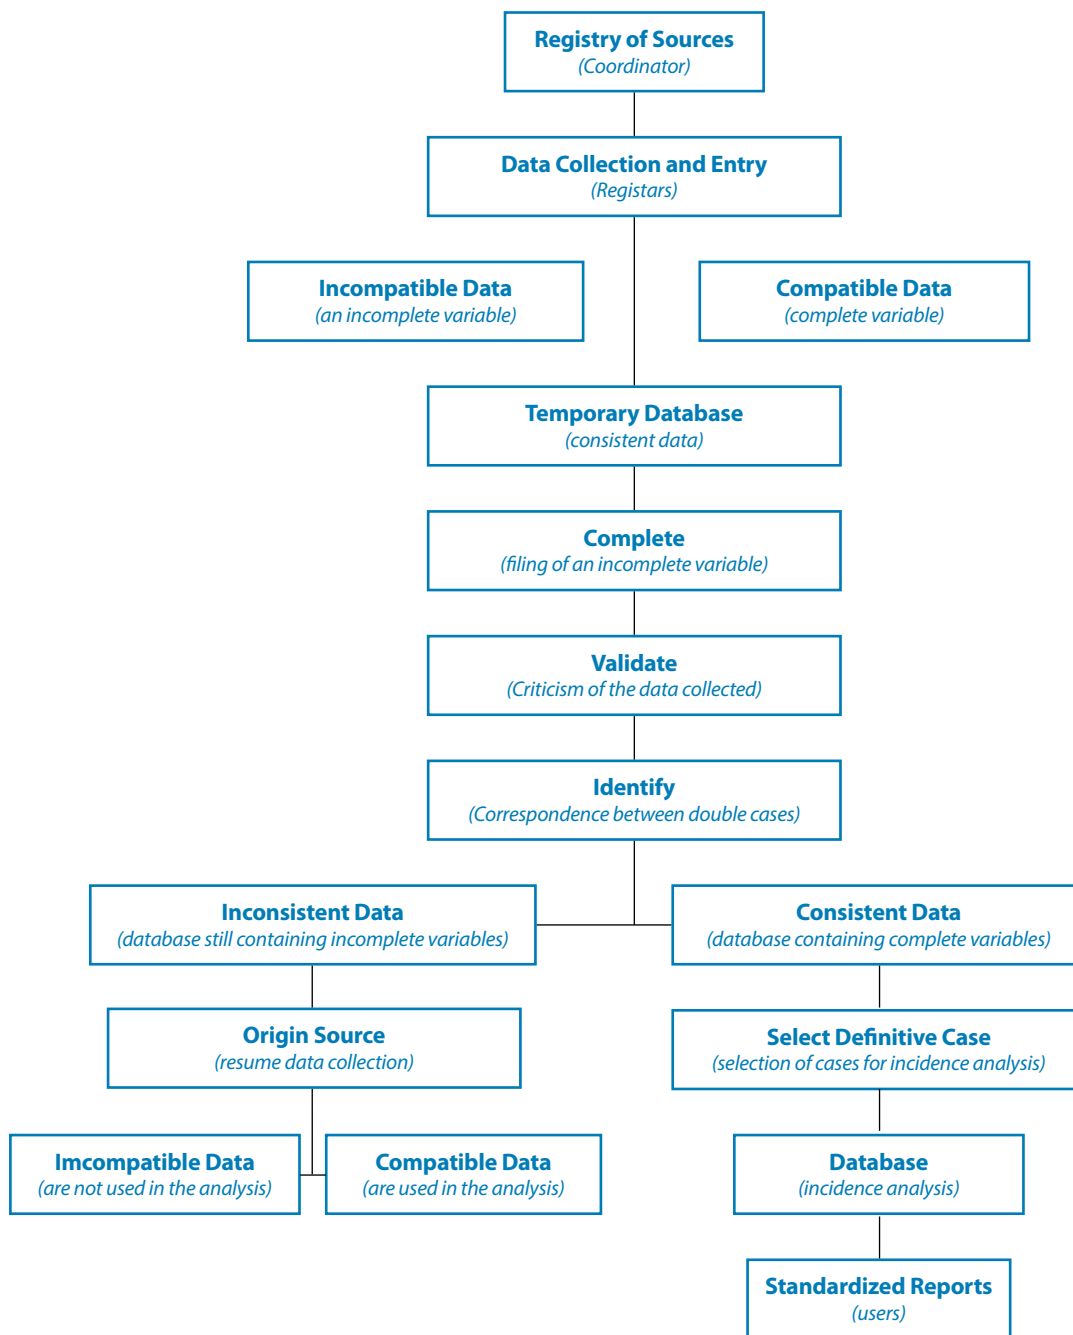 Registry of Sources
(Coordinator)
Data Collection and Entry
(Registars)
Incompatible Data
(an incomplete variable)
Compatible Data
(complete variable)
Temporary Database
(consistent data)
Complete
(filing of an incomplete variable)
Validate
(Criticism of the data collected)
Identify
(Correspondence between double cases)
Inconsistent Data
(database still containing incomplete variables)
Consistent Data
(database containing complete variables)
Origin Source
(resume data collection)
Select Definitive Case
(selection of cases for incidence analysis)
Imcompatible Data
(are not used in the analysis)
Compatible Data
(are used in the analysis)
Database
(incidence analysis)
Standardized Reports
(users)